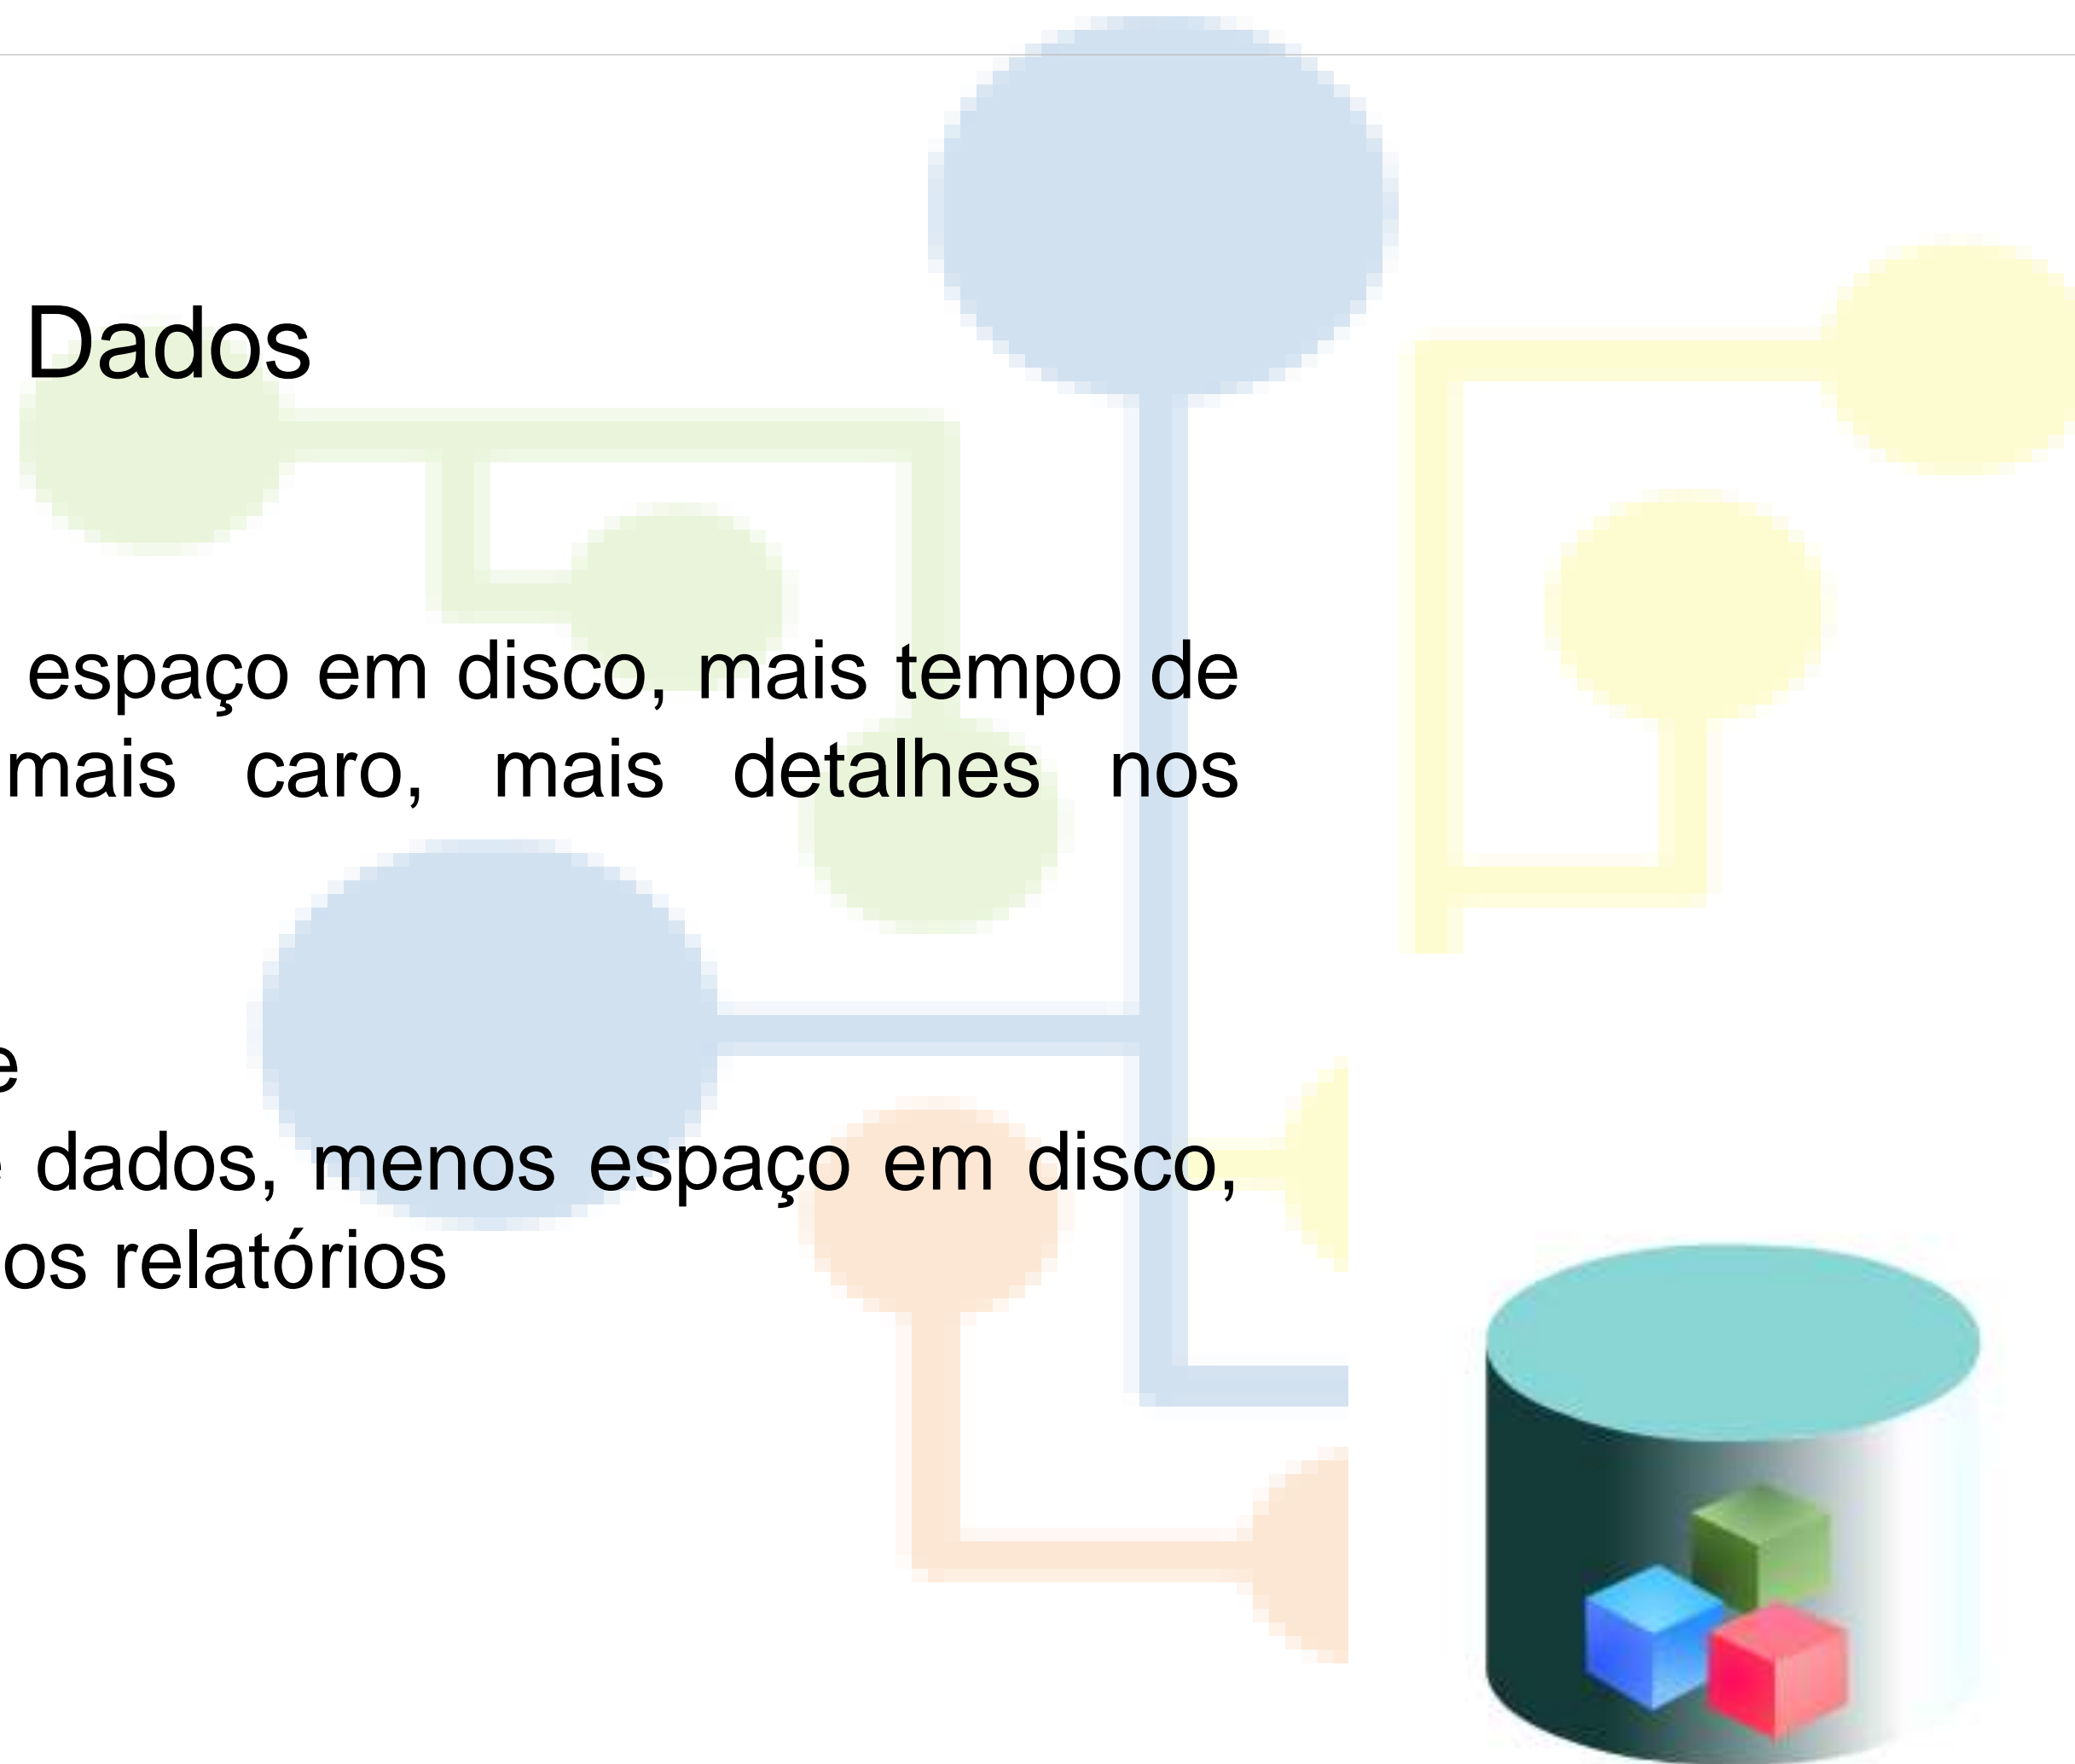 Dados
espaço em disco, mais tempo de
mais caro, mais detalhes nos
e
dados, menos espaço em disco,
os relatórios